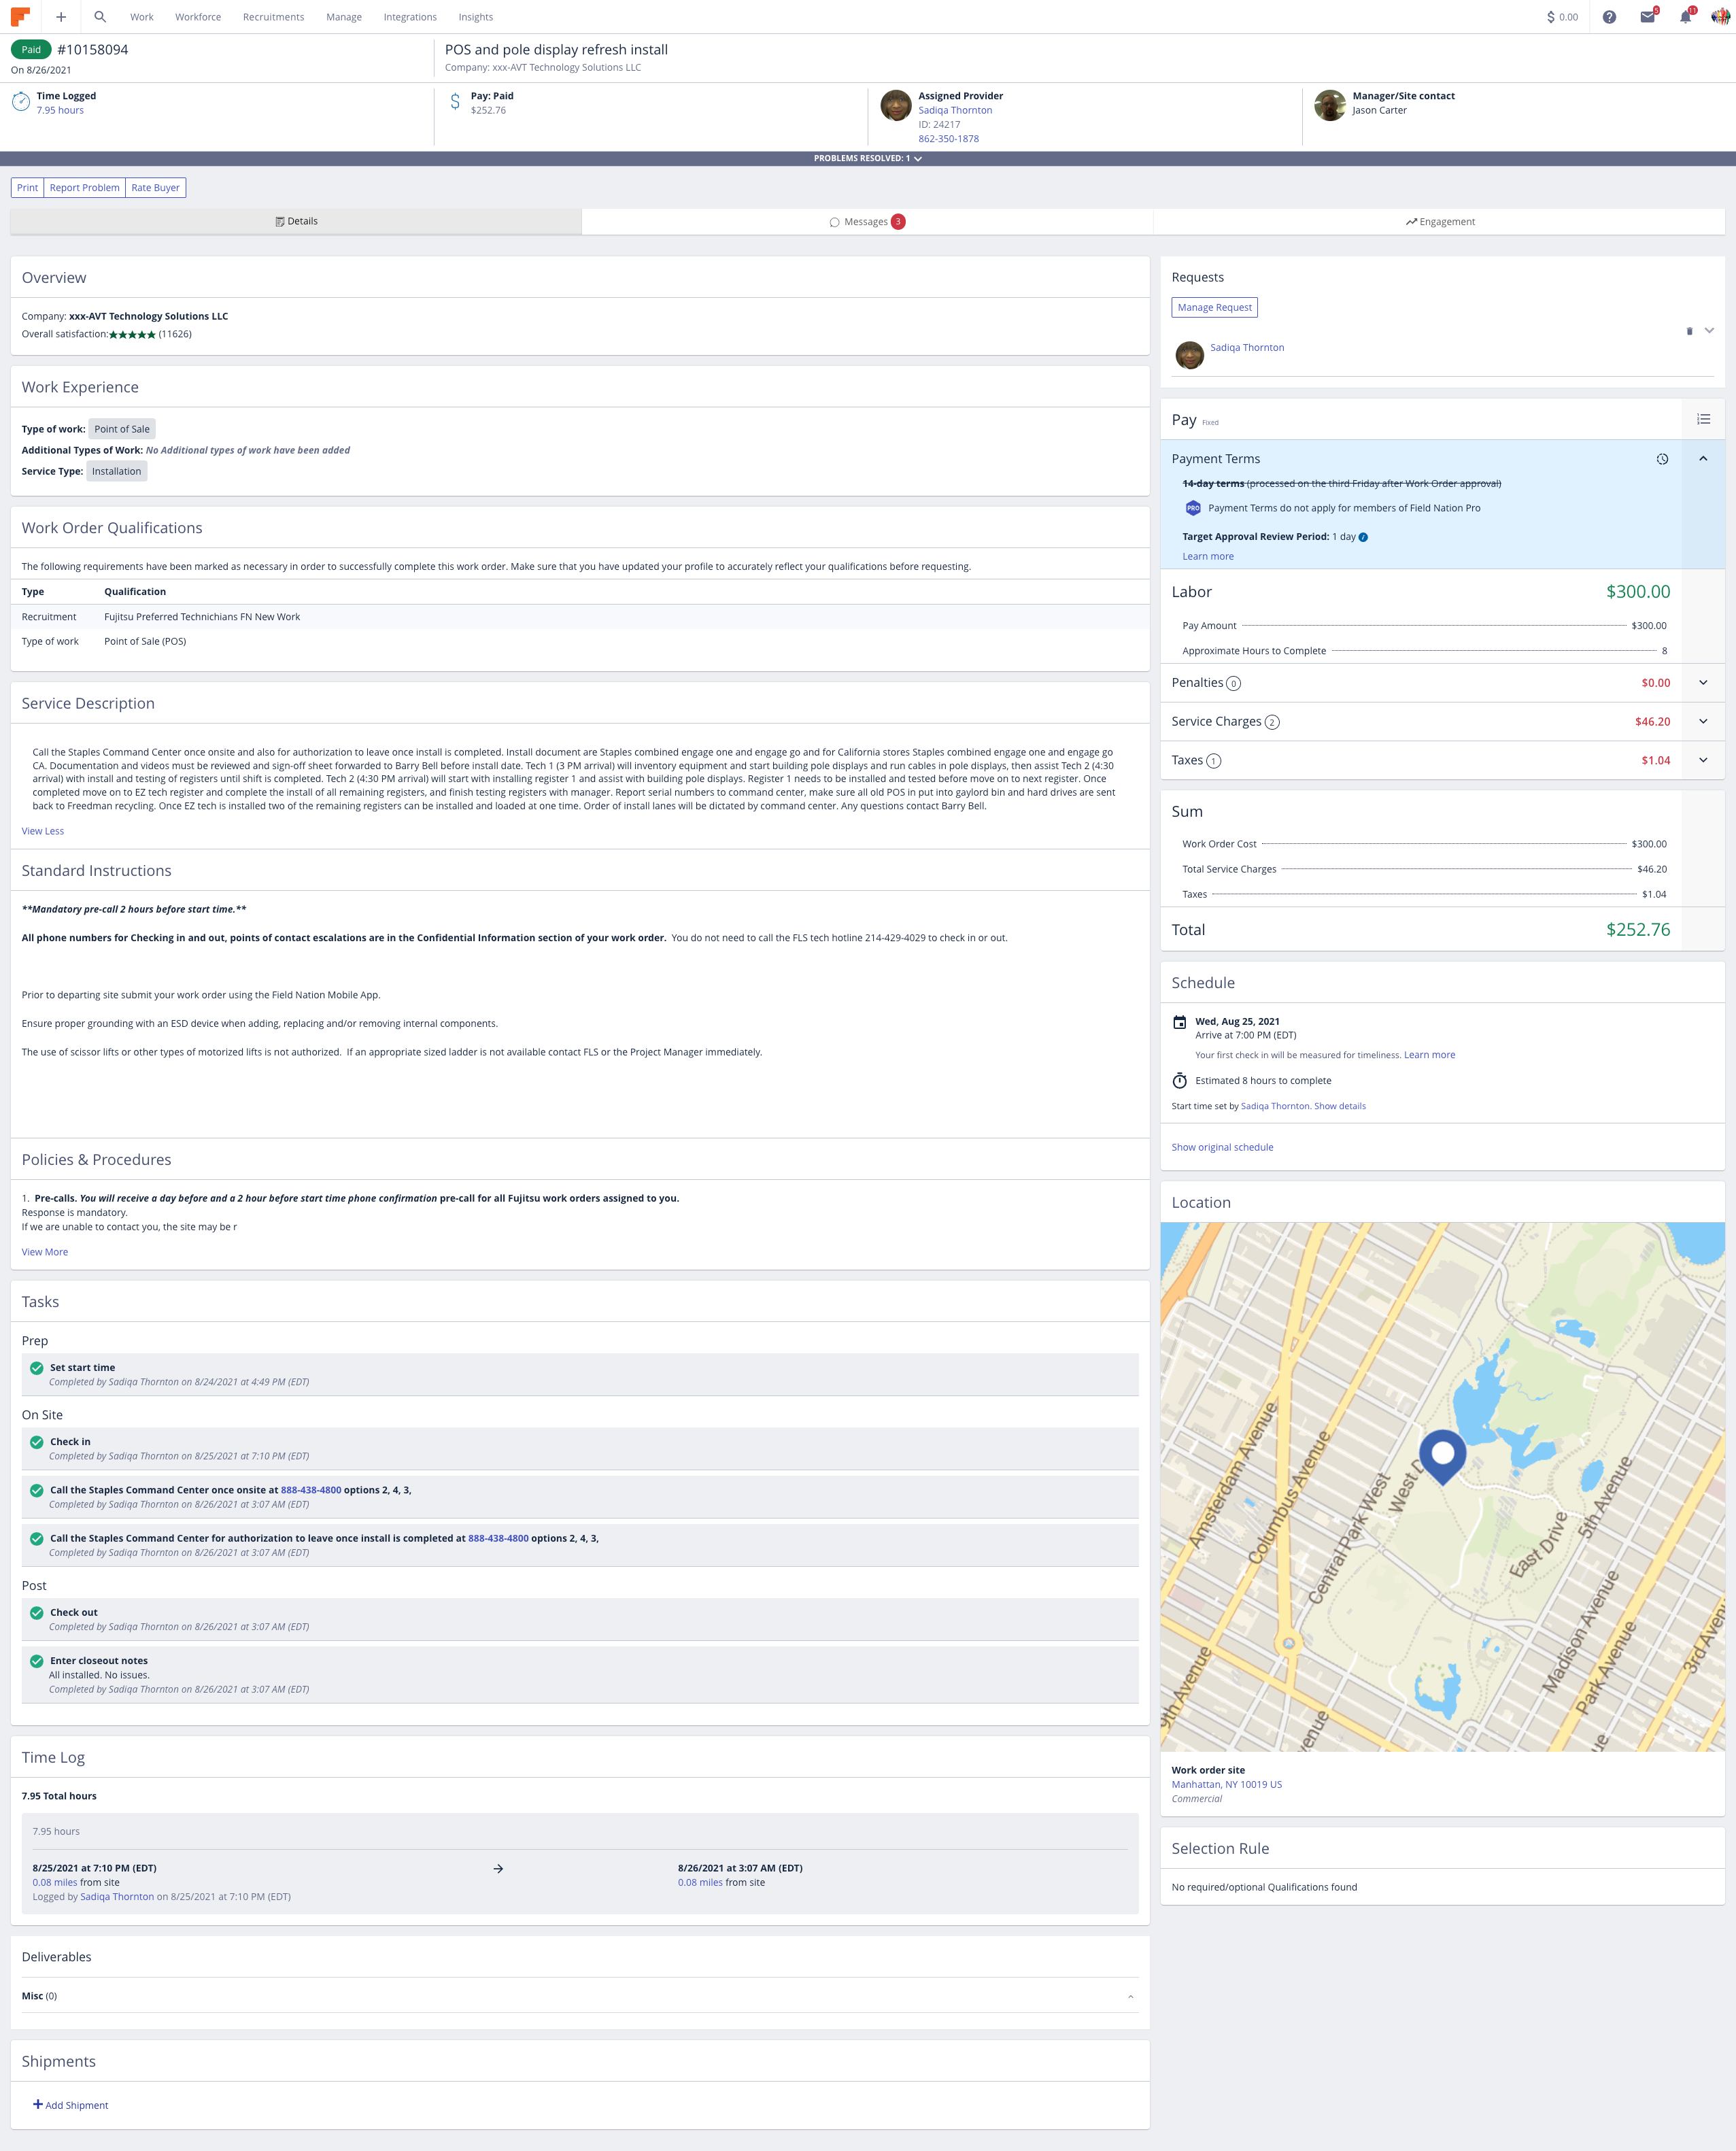 Work Workforce Recruitments Manage Integrations Insights
$ 0.00
5
11
Paid #10158094
On 8/26/2021
POS and pole display refresh install
Company: xxx-AVT Technology Solutions LLC
Time Logged
7.95 hours
Pay: Paid
$252.76
Assigned Provider
Sadiqa Thornton
ID: 24217
862-350-1878
Manager/Site contact
Jason Carter
PROBLEMS RESOLVED: 1
Print Report Problem Rate Buyer
Details
Messages 3
Engagement
Overview
Company: xxx-AVT Technology Solutions LLC
Overall satisfaction:★★★★★ (11626)
Work Experience
Type of work: Point of Sale
Additional Types of Work: No Additional types of work have been added
Service Type: Installation
Work Order Qualifications
The following requirements have been marked as necessary in order to successfully complete this work order. Make sure that you have updated your profile to accurately reflect your qualifications before requesting.
Type Qualification
Recruitment Fujitsu Preferred Technichians FN New Work
Type of work Point of Sale (POS)
Service Description
Call the Staples Command Center once onsite and also for authorization to leave once install is completed. Install document are Staples combined engage one and engage go and for California stores Staples combined engage one and engage go
CA. Documentation and videos must be reviewed and sign-off sheet forwarded to Barry Bell before install date. Tech 1 (3 PM arrival) will inventory equipment and start building pole displays and run cables in pole displays, then assist Tech 2 (4:30
arrival) with install and testing of registers until shift is completed. Tech 2 (4:30 PM arrival) will start with installing register 1 and assist with building pole displays. Register 1 needs to be installed and tested before move on to next register. Once
completed move on to EZ tech register and complete the install of all remaining registers, and finish testing registers with manager. Report serial numbers to command center, make sure all old POS in put into gaylord bin and hard drives are sent
back to Freedman recycling. Once EZ tech is installed two of the remaining registers can be installed and loaded at one time. Order of install lanes will be dictated by command center. Any questions contact Barry Bell.
View Less
Standard Instructions
**Mandatory pre-call 2 hours before start time.**
All phone numbers for Checking in and out, points of contact escalations are in the Confidential Information section of your work order. You do not need to call the FLS tech hotline 214-429-4029 to check in or out.
Prior to departing site submit your work order using the Field Nation Mobile App.
Ensure proper grounding with an ESD device when adding, replacing and/or removing internal components.
The use of scissor lifts or other types of motorized lifts is not authorized. If an appropriate sized ladder is not available contact FLS or the Project Manager immediately.
Policies & Procedures
1. Pre-calls. You will receive a day before and a 2 hour before start time phone confirmation pre-call for all Fujitsu work orders assigned to you.
Response is mandatory.
If we are unable to contact you, the site may be r
View More
Tasks
Prep
Set start time
Completed by Sadiqa Thornton on 8/24/2021 at 4:49 PM (EDT)
On Site
Check in
Completed by Sadiqa Thornton on 8/25/2021 at 7:10 PM (EDT)
Call the Staples Command Center once onsite at 888-438-4800 options 2, 4, 3,
Completed by Sadiqa Thornton on 8/26/2021 at 3:07 AM (EDT)
Call the Staples Command Center for authorization to leave once install is completed at 888-438-4800 options 2, 4, 3,
Completed by Sadiqa Thornton on 8/26/2021 at 3:07 AM (EDT)
Post
Check out
Completed by Sadiqa Thornton on 8/26/2021 at 3:07 AM (EDT)
Enter closeout notes
All installed. No issues.
Completed by Sadiqa Thornton on 8/26/2021 at 3:07 AM (EDT)
Time Log
7.95 Total hours
7.95 hours
8/25/2021 at 7:10 PM (EDT) → 8/26/2021 at 3:07 AM (EDT)
0.08 miles from site 0.08 miles from site
Logged by Sadiqa Thornton on 8/25/2021 at 7:10 PM (EDT)
Deliverables
Misc (0)
Shipments
+ Add Shipment
Requests
Manage Request
Sadiqa Thornton
Pay Fixed
Payment Terms
14-day terms (processed on the third Friday after Work Order approval)
PRO Payment Terms do not apply for members of Field Nation Pro
Target Approval Review Period: 1 day i
Learn more
Labor $300.00
Pay Amount $300.00
Approximate Hours to Complete 8
Penalties 0 $0.00
Service Charges 2 $46.20
Taxes 1 $1.04
Sum
Work Order Cost $300.00
Total Service Charges $46.20
Taxes $1.04
Total $252.76
Schedule
Wed, Aug 25, 2021
Arrive at 7:00 PM (EDT)
Your first check in will be measured for timeliness. Learn more
Estimated 8 hours to complete
Start time set by Sadiqa Thornton. Show details
Show original schedule
Location
Amsterdam Avenue
Columbus Avenue
Central Park West
West D
East Drive
5th Avenue
Madison Avenue
Park Avenue
3rd Aven
9th Avenue
venue
ue
Work order site
Manhattan, NY 10019 US
Commercial
Selection Rule
No required/optional Qualifications found